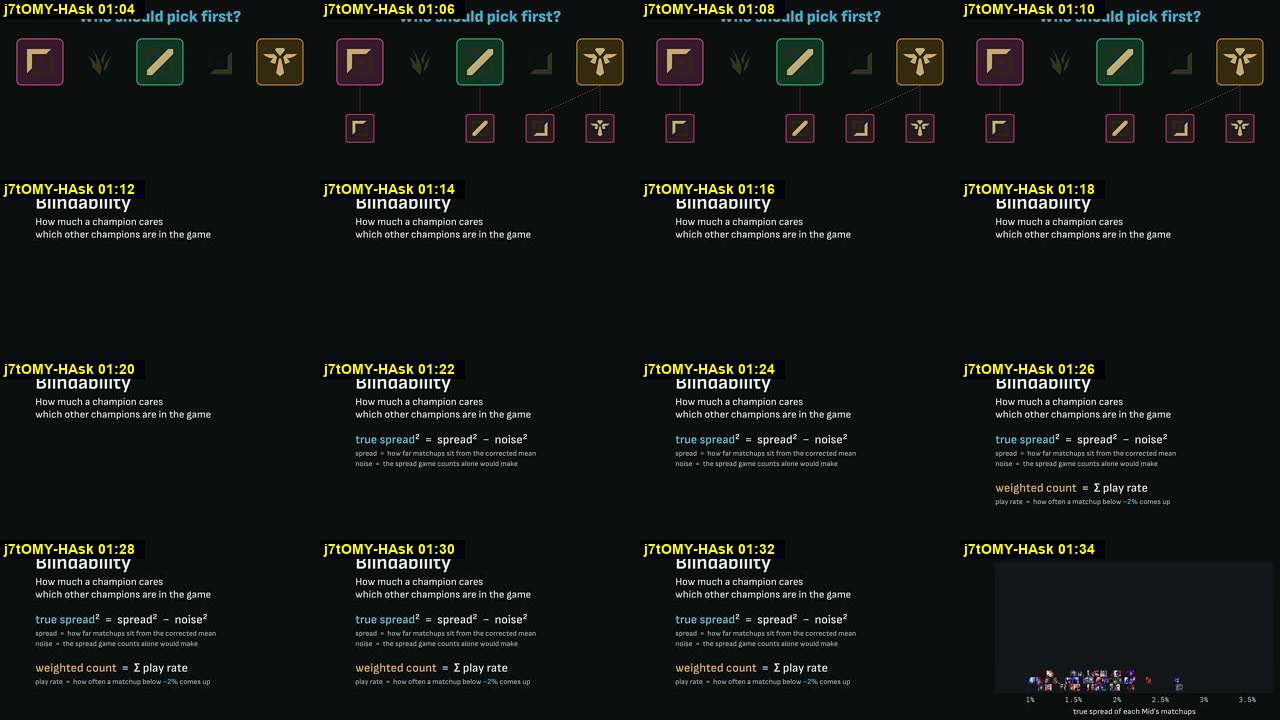 j7tOMY-HAsk 01:04
who should pick first?
j7tOMY-HAsk 01:06
who should pick first?
j7tOMY-HAsk 01:08
who should pick first?
j7tOMY-HAsk 01:10
who should pick first?
j7tOMY-HAsk 01:12
Blindability
How much a champion cares
which other champions are in the game
j7tOMY-HAsk 01:14
Blindability
How much a champion cares
which other champions are in the game
j7tOMY-HAsk 01:16
Blindability
How much a champion cares
which other champions are in the game
j7tOMY-HAsk 01:18
Blindability
How much a champion cares
which other champions are in the game
j7tOMY-HAsk 01:20
Blindability
How much a champion cares
which other champions are in the game
j7tOMY-HAsk 01:22
Blindability
How much a champion cares
which other champions are in the game
true spread² = spread² − noise²
spread = how far matchups sit from the corrected mean
noise = the spread game counts alone would make
j7tOMY-HAsk 01:24
Blindability
How much a champion cares
which other champions are in the game
true spread² = spread² − noise²
spread = how far matchups sit from the corrected mean
noise = the spread game counts alone would make
j7tOMY-HAsk 01:26
Blindability
How much a champion cares
which other champions are in the game
true spread² = spread² − noise²
spread = how far matchups sit from the corrected mean
noise = the spread game counts alone would make
weighted count = Σ play rate
play rate = how often a matchup below −2% comes up
j7tOMY-HAsk 01:28
Blindability
How much a champion cares
which other champions are in the game
true spread² = spread² − noise²
spread = how far matchups sit from the corrected mean
noise = the spread game counts alone would make
weighted count = Σ play rate
play rate = how often a matchup below −2% comes up
j7tOMY-HAsk 01:30
Blindability
How much a champion cares
which other champions are in the game
true spread² = spread² − noise²
spread = how far matchups sit from the corrected mean
noise = the spread game counts alone would make
weighted count = Σ play rate
play rate = how often a matchup below −2% comes up
j7tOMY-HAsk 01:32
Blindability
How much a champion cares
which other champions are in the game
true spread² = spread² − noise²
spread = how far matchups sit from the corrected mean
noise = the spread game counts alone would make
weighted count = Σ play rate
play rate = how often a matchup below −2% comes up
j7tOMY-HAsk 01:34
1% 1.5% 2% 2.5% 3% 3.5%
true spread of each Mid's matchups